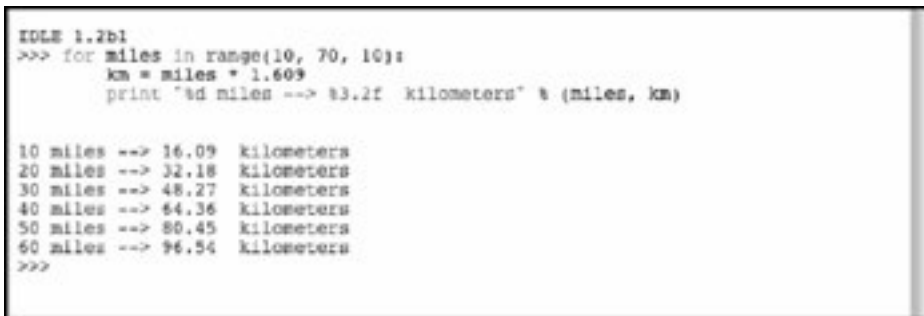 IDLE 1.2b1
>>> for miles in range(10, 70, 10):
        km = miles * 1.609
        print "%d miles --> %3.2f  kilometers" % (miles, km)
10 miles --> 16.09  kilometers
20 miles --> 32.18  kilometers
30 miles --> 48.27  kilometers
40 miles --> 64.36  kilometers
50 miles --> 80.45  kilometers
60 miles --> 96.54  kilometers
>>>